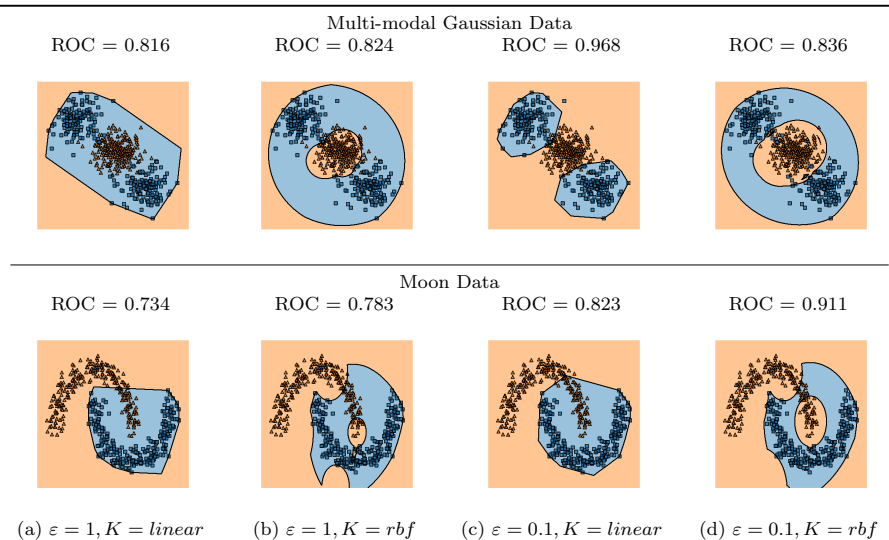 Multi-modal Gaussian Data
ROC = 0.816 ROC = 0.824 ROC = 0.968 ROC = 0.836
Moon Data
ROC = 0.734 ROC = 0.783 ROC = 0.823 ROC = 0.911
(a) ε = 1, K = linear (b) ε = 1, K = rbf (c) ε = 0.1, K = linear (d) ε = 0.1, K = rbf